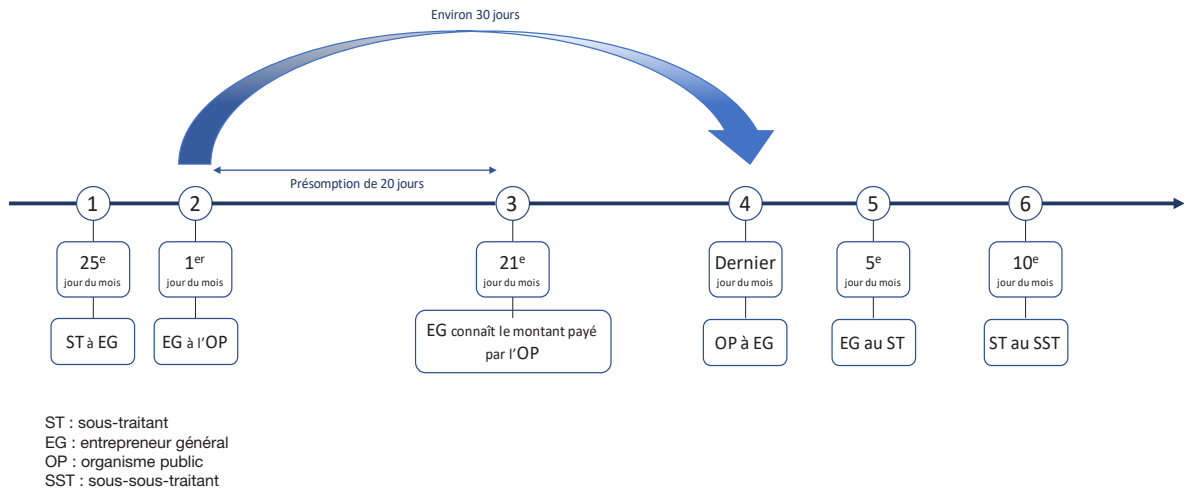 Environ 30 jours
Présomption de 20 jours
1
2
3
4
5
6
25e
jour du mois
1er
jour du mois
21e
jour du mois
Dernier
jour du mois
5e
jour du mois
10e
jour du mois
ST à EG
EG à l'OP
EG connaît le montant payé
par l'OP
OP à EG
EG au ST
ST au SST
ST : sous-traitant
EG : entrepreneur général
OP : organisme public
SST : sous-sous-traitant